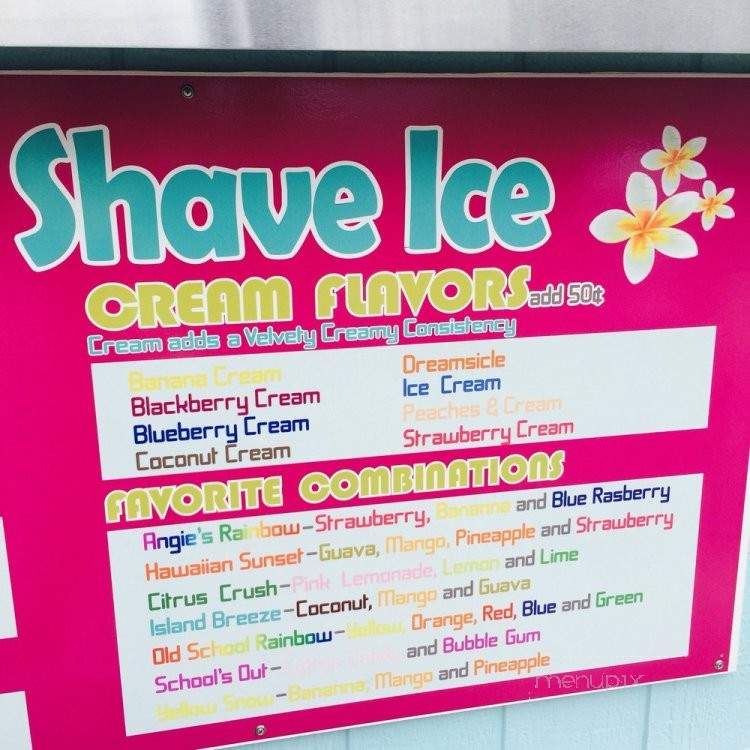 Shave Ice
CREAM FLAVORS add 50¢
Cream adds a Velvety Creamy Consistency
Banana Cream
Blackberry Cream
Blueberry Cream
Coconut Cream
Dreamsicle
Ice Cream
Peaches & Cream
Strawberry Cream
FAVORITE COMBINATIONS
Angie's Rainbow-Strawberry, Bananna and Blue Rasberry
Hawaiian Sunset-Guava, Mango, Pineapple and Strawberry
Citrus Crush-Pink Lemonade, Lemon and Lime
Island Breeze-Coconut, Mango and Guava
Old School Rainbow-Yellow, Orange, Red, Blue and Green
School's Out- and Bubble Gum
Yellow Snow-Bananna, Mango and Pineapple
menupix